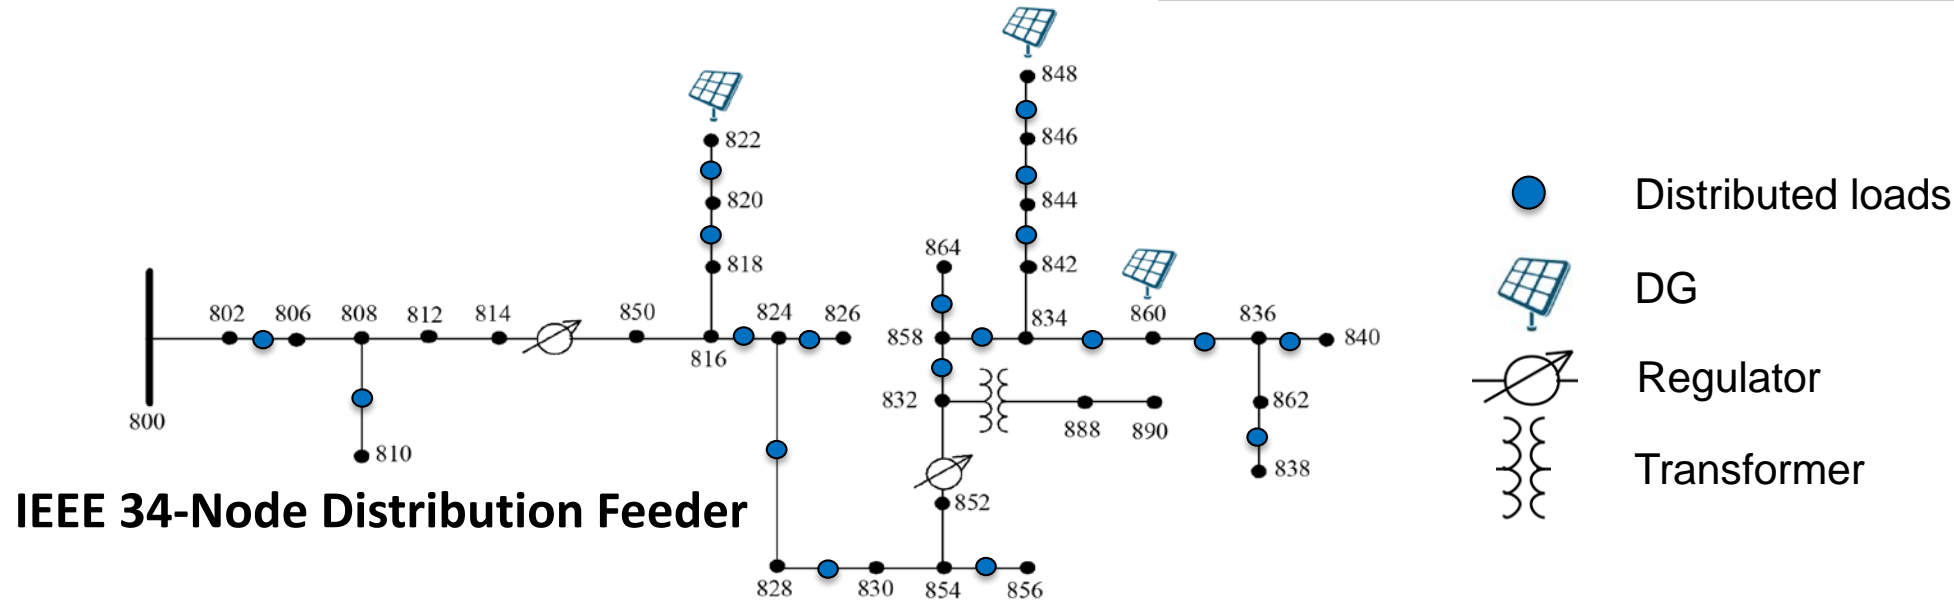 848
822
846
Distributed loads
820
844
864
818
842
DG
802 806 808 812 814 850 824 826
834 860 836
858
840
816
Regulator
832
862
800
888 890
810
838
Transformer
852
IEEE 34-Node Distribution Feeder
828 830 854 856